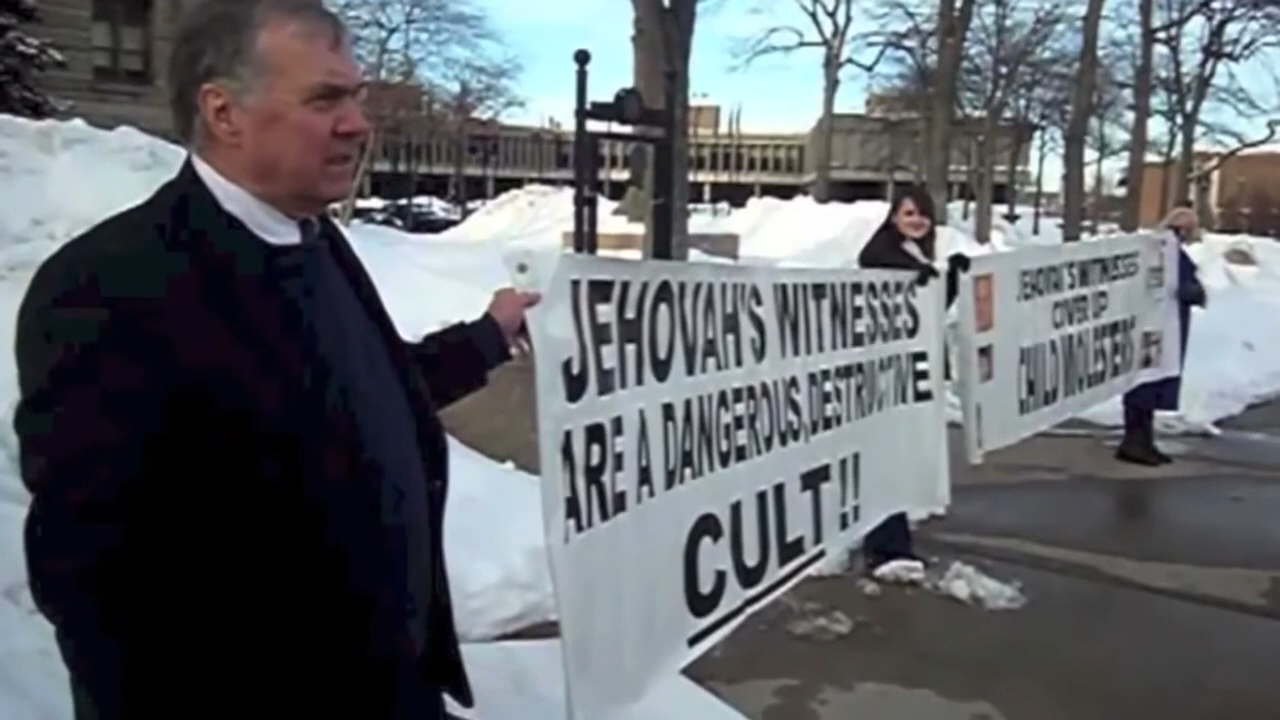 JEHOVAH'S WITNESSES
ARE A DANGEROUS, DESTRUCTIVE
CULT!!
JEHOVAH'S WITNESSES
COVER UP
CHILD MOLESTERS